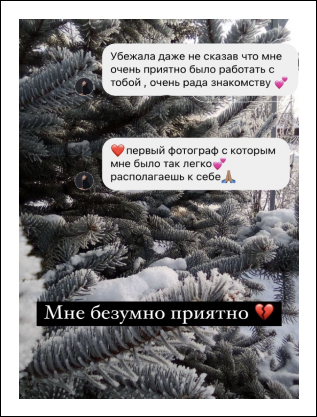 Убежала даже не сказав что мне
очень приятно было работать с
тобой , очень рада знакомству 💕
❤️первый фотограф с которым
мне было так легко💕
располагаешь к себе🙏🏽
Мне безумно приятно 💔